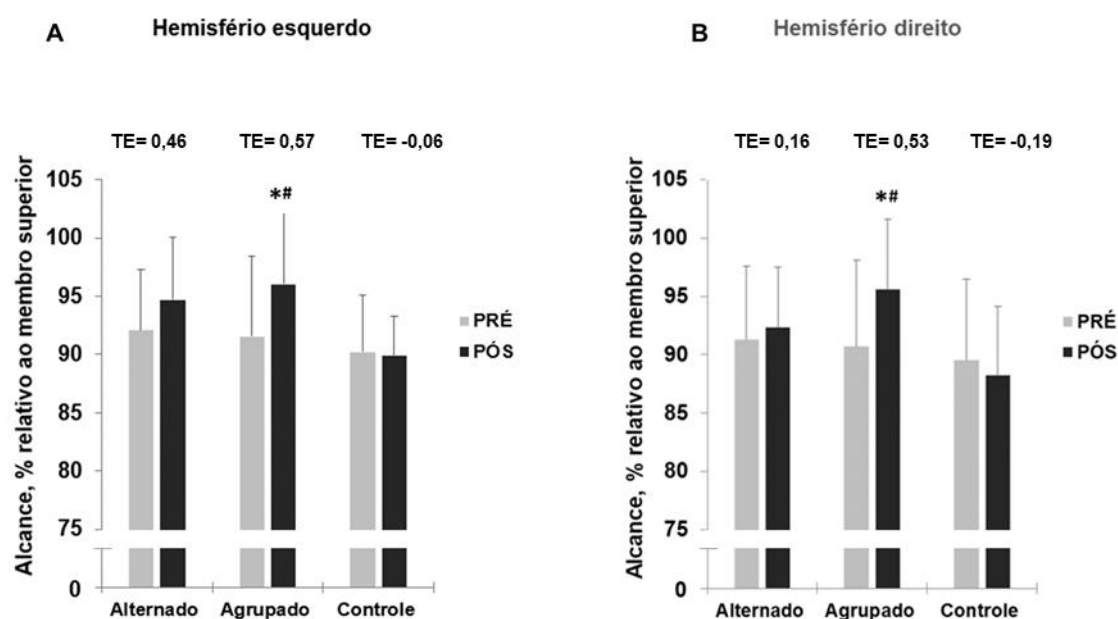 A
Hemisfério esquerdo
TE= 0,46
TE= 0,57
TE= -0,06
Alcance, % relativo ao membro superior
105
100
95
90
85
80
75
0
*#
PRÉ
PÓS
Alternado
Agrupado
Controle
B
Hemisfério direito
TE= 0,16
TE= 0,53
TE= -0,19
Alcance, % relativo ao membro superior
105
100
95
90
85
80
75
0
*#
PRÉ
PÓS
Alternado
Agrupado
Controle